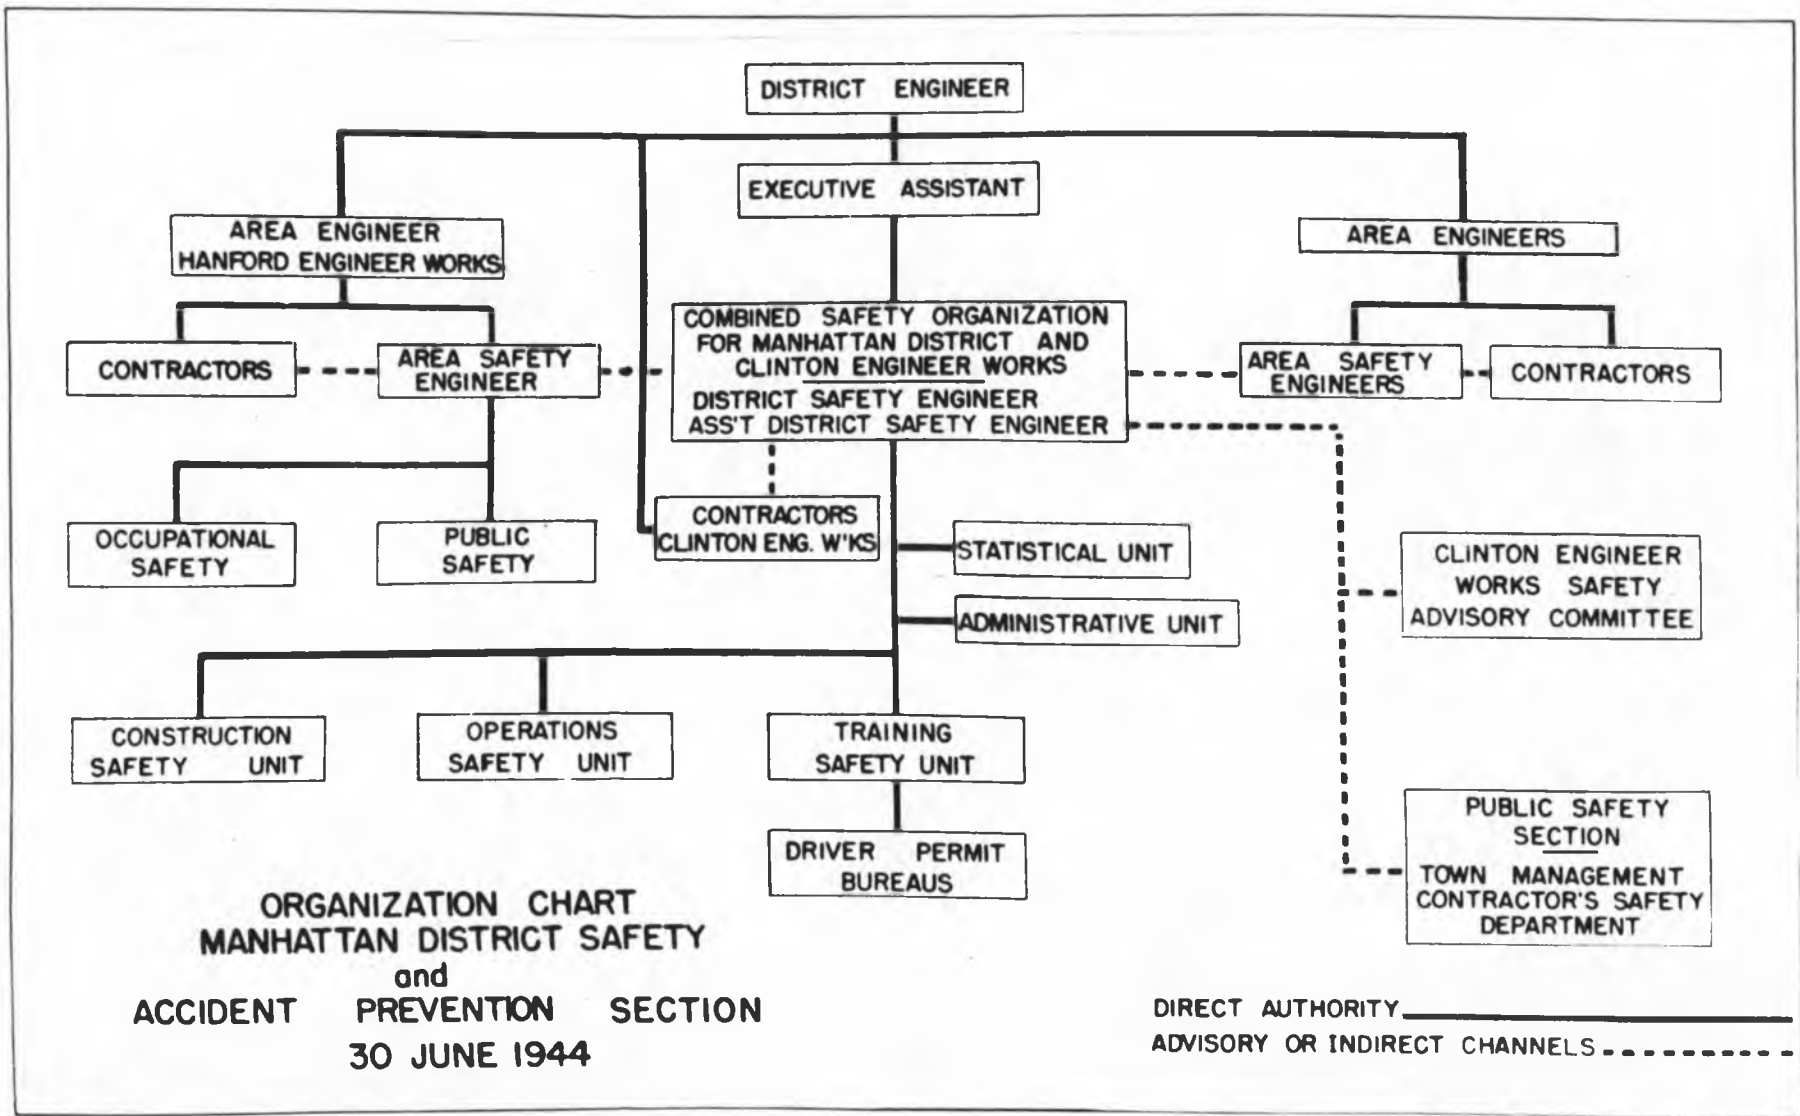 DISTRICT ENGINEER
EXECUTIVE ASSISTANT
AREA ENGINEER
HANFORD ENGINEER WORKS
AREA ENGINEERS
CONTRACTORS
AREA SAFETY
ENGINEER
COMBINED SAFETY ORGANIZATION
FOR MANHATTAN DISTRICT AND
CLINTON ENGINEER WORKS
DISTRICT SAFETY ENGINEER
ASS'T DISTRICT SAFETY ENGINEER
AREA SAFETY
ENGINEERS
CONTRACTORS
OCCUPATIONAL
SAFETY
PUBLIC
SAFETY
CONTRACTORS
CLINTON ENG. W'KS
STATISTICAL UNIT
ADMINISTRATIVE UNIT
CLINTON ENGINEER
WORKS SAFETY
ADVISORY COMMITTEE
CONSTRUCTION
SAFETY UNIT
OPERATIONS
SAFETY UNIT
TRAINING
SAFETY UNIT
DRIVER PERMIT
BUREAUS
PUBLIC SAFETY
SECTION
TOWN MANAGEMENT
CONTRACTOR'S SAFETY
DEPARTMENT
ORGANIZATION CHART
MANHATTAN DISTRICT SAFETY
and
ACCIDENT PREVENTION SECTION
30 JUNE 1944
DIRECT AUTHORITY
ADVISORY OR INDIRECT CHANNELS